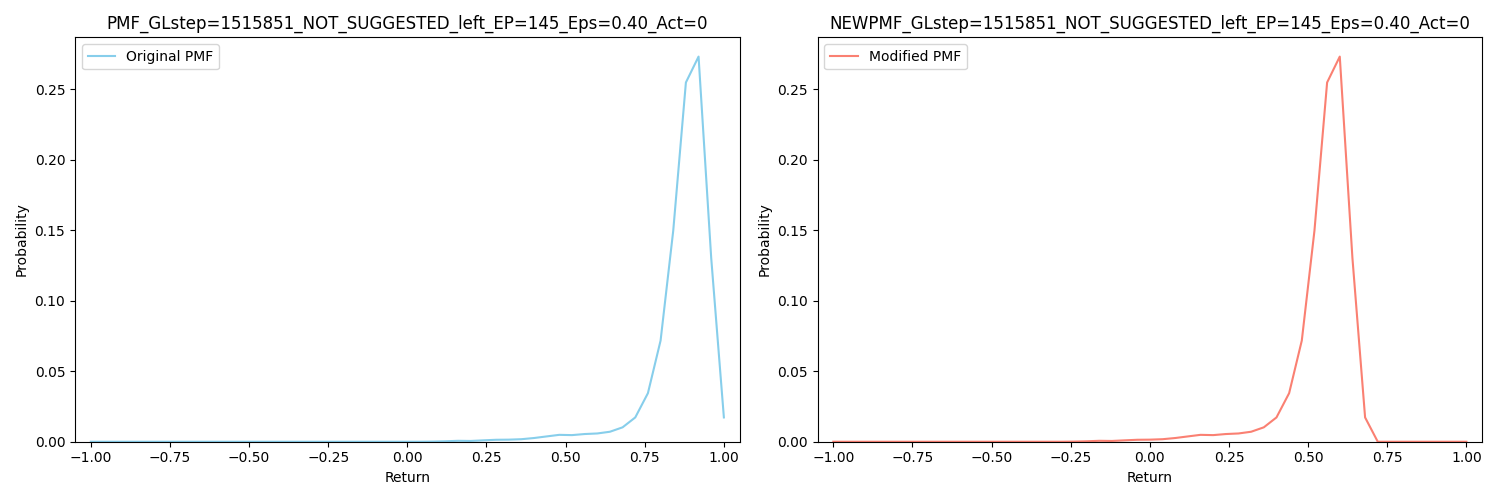 PMF_GLstep=1515851_NOT_SUGGESTED_left_EP=145_Eps=0.40_Act=0
Original PMF
Probability
0.25
0.20
0.15
0.10
0.05
0.00
−1.00 −0.75 −0.50 −0.25 0.00 0.25 0.50 0.75 1.00
Return
NEWPMF_GLstep=1515851_NOT_SUGGESTED_left_EP=145_Eps=0.40_Act=0
Modified PMF
Probability
0.25
0.20
0.15
0.10
0.05
0.00
−1.00 −0.75 −0.50 −0.25 0.00 0.25 0.50 0.75 1.00
Return